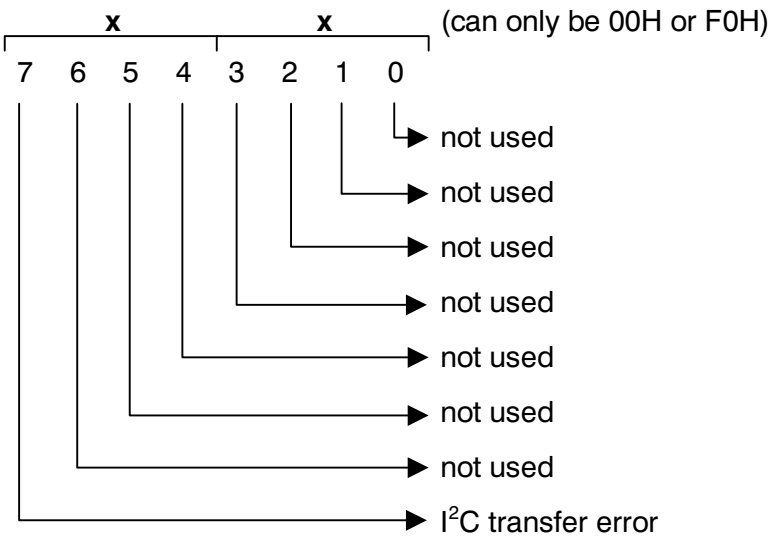 x x (can only be 00H or F0H)
7 6 5 4 3 2 1 0
not used
not used
not used
not used
not used
not used
not used
I²C transfer error